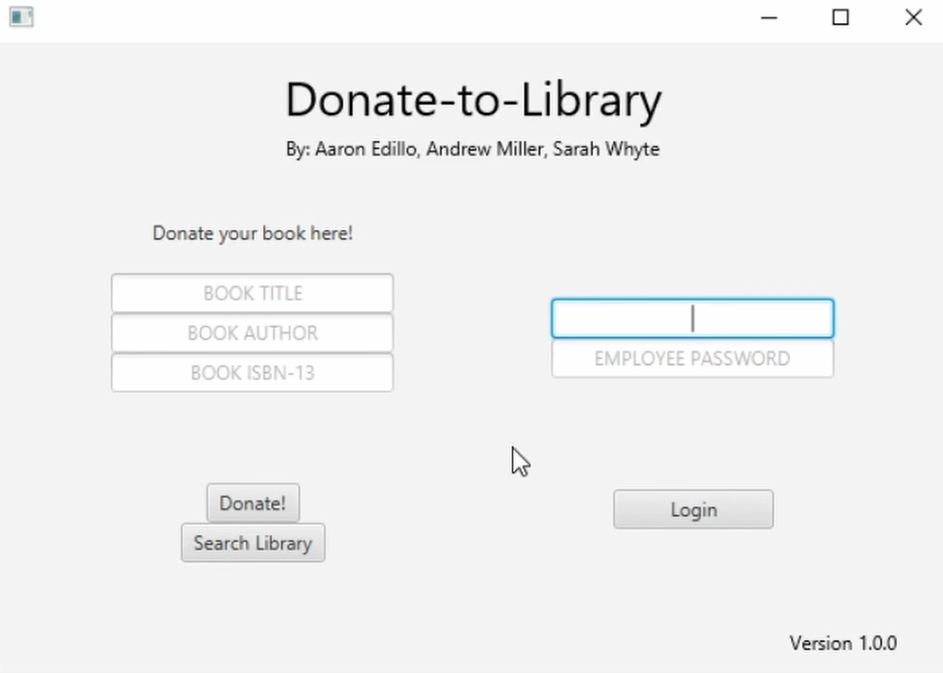 Donate-to-Library
By: Aaron Edillo, Andrew Miller, Sarah Whyte
Donate your book here!
BOOK TITLE
BOOK AUTHOR
BOOK ISBN-13
EMPLOYEE PASSWORD
Donate!
Search Library
Login
Version 1.0.0